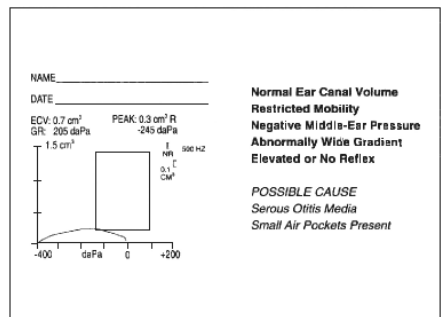 NAME
DATE
ECV: 0.7 cm³ PEAK: 0.3 cm³ R
GR: 205 daPa -245 daPa
1.5 cm³
NR 500 HZ
0.1
CM³
-400 daPa 0 +200
Normal Ear Canal Volume
Restricted Mobility
Negative Middle-Ear Pressure
Abnormally Wide Gradient
Elevated or No Reflex
POSSIBLE CAUSE
Serous Otitis Media
Small Air Pockets Present